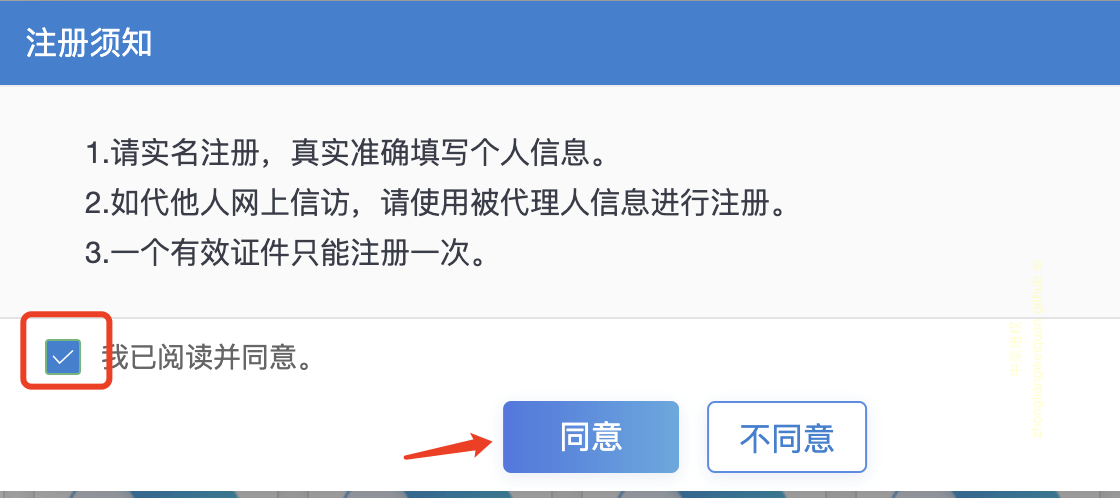 注册须知
1.请实名注册，真实准确填写个人信息。
2.如代他人网上信访，请使用被代理人信息进行注册。
3.一个有效证件只能注册一次。
我已阅读并同意。
同意
不同意